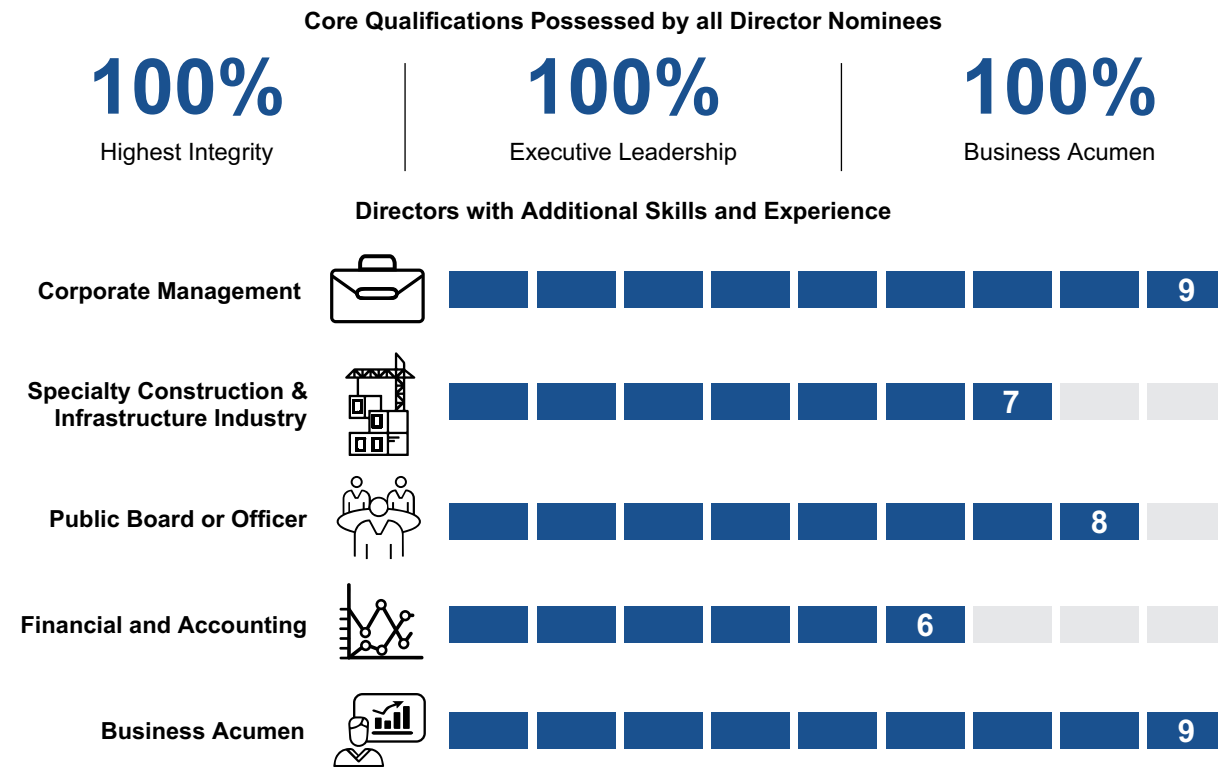 Core Qualifications Possessed by all Director Nominees
100%
Highest Integrity
100%
Executive Leadership
100%
Business Acumen
Directors with Additional Skills and Experience
Corporate Management
9
Specialty Construction &
Infrastructure Industry
7
Public Board or Officer
8
Financial and Accounting
6
Business Acumen
9